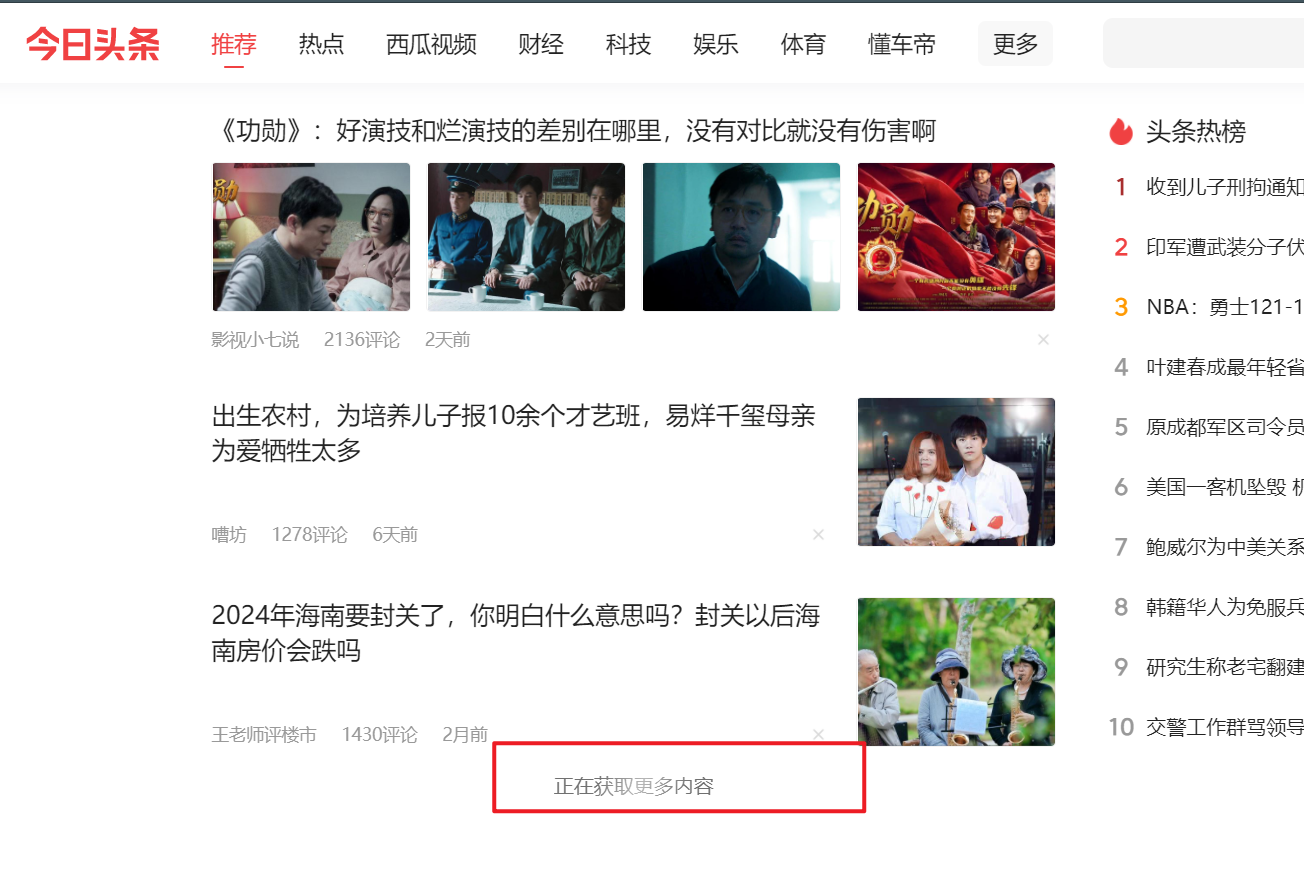 今日头条
推荐 热点 西瓜视频 财经 科技 娱乐 体育 懂车帝 更多
《功勋》：好演技和烂演技的差别在哪里，没有对比就没有伤害啊
功勋
影视小七说 2136评论 2天前
出生农村，为培养儿子报10余个才艺班，易烊千玺母亲
为爱牺牲太多
嘈坊 1278评论 6天前
2024年海南要封关了，你明白什么意思吗？封关以后海
南房价会跌吗
王老师评楼市 1430评论 2月前
正在获取更多内容
头条热榜
1 收到儿子刑拘通知
2 印军遭武装分子伏
3 NBA：勇士121-1
4 叶建春成最年轻省
5 原成都军区司令员
6 美国一客机坠毁 机
7 鲍威尔为中美关系
8 韩籍华人为免服兵
9 研究生称老宅翻建
10 交警工作群骂领导